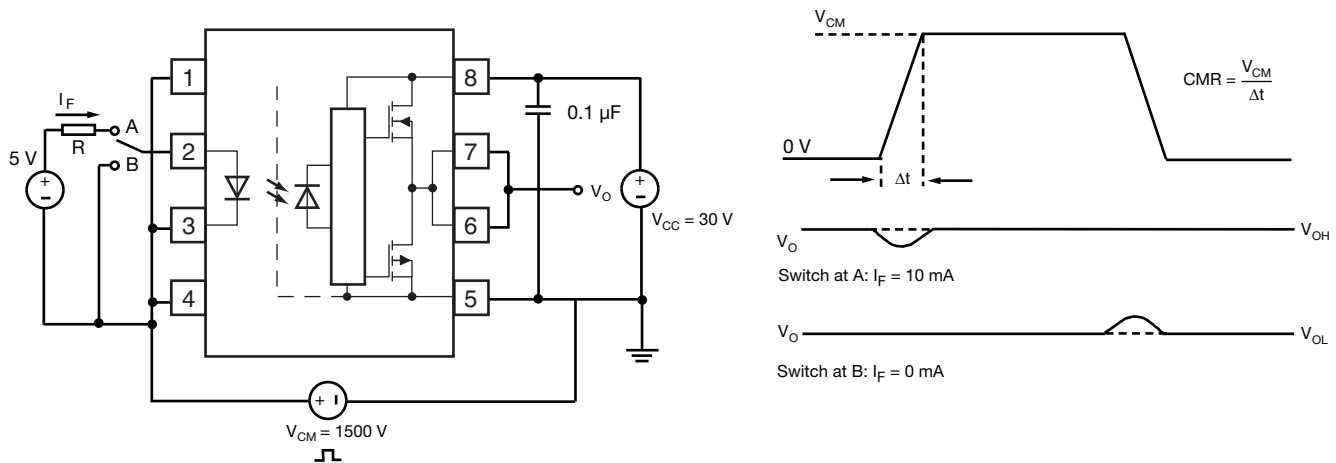 I_F
R
A
B
5 V
+
-
1
2
3
4
8
7
6
5
0.1 µF
V_O
+
-
V_CC = 30 V
+ -
V_CM = 1500 V
V_CM
0 V
Δt
CMR = V_CM / Δt
V_O
V_OH
Switch at A: I_F = 10 mA
V_O
V_OL
Switch at B: I_F = 0 mA